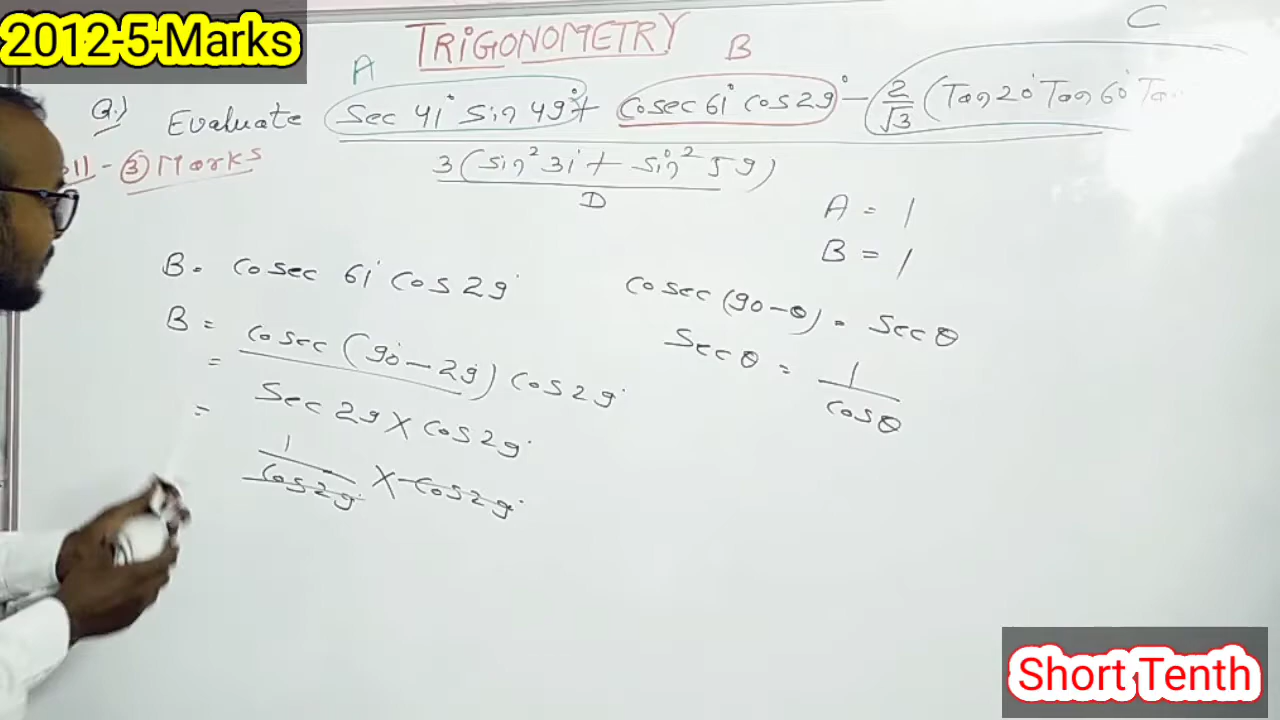 2012-5-Marks
TRIGONOMETRY
A B C
Q.) Evaluate Sec 41° Sin 49° + Cosec 61° Cos 29° - 2/√3 (Tan 20° Tan 60°
3 (Sin² 31° + Sin² 59°)
11 - ③ Marks
D
A = 1
B = 1
B = Cosec 61° Cos 29°
B = Cosec (90° - 29) Cos 29°
= Sec 29 X Cos 29°
= 1/Cos 29° X Cos 29°
Cosec (90 - θ) = Sec θ
Sec θ = 1/Cos θ
Short Tenth